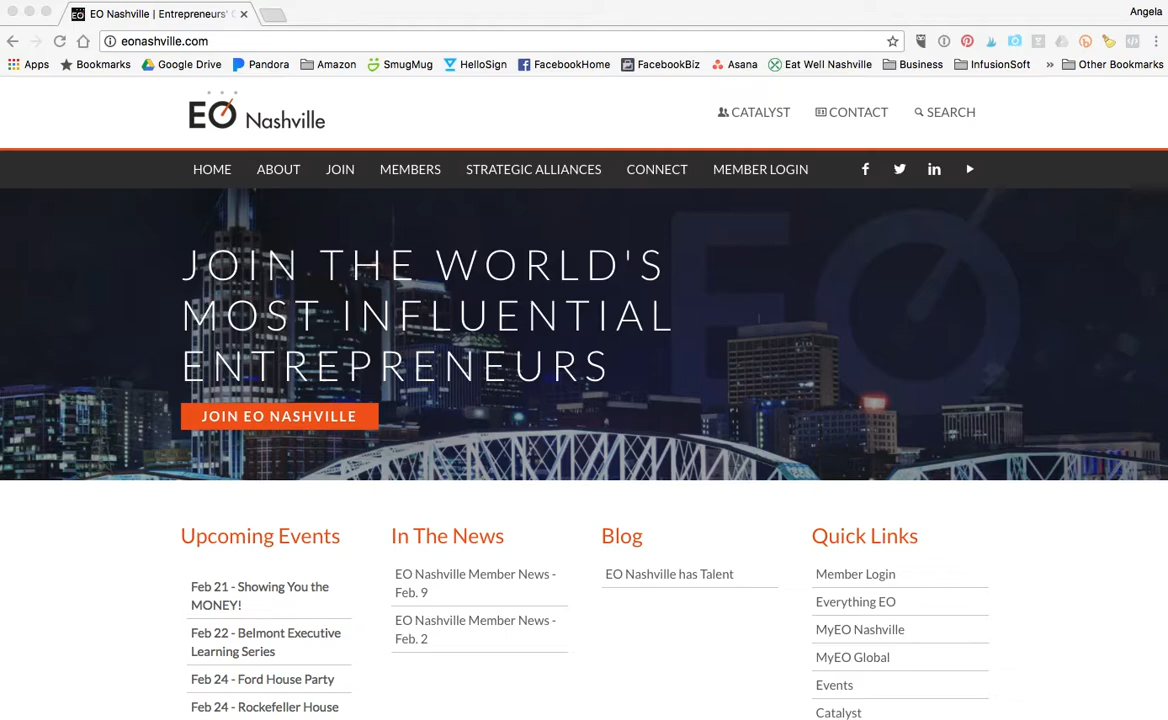 EO Nashville | Entrepreneurs'
Angela
eonashville.com
Apps Bookmarks Google Drive Pandora Amazon SmugMug HelloSign FacebookHome FacebookBiz Asana Eat Well Nashville Business InfusionSoft » Other Bookmarks
EO Nashville
CATALYST CONTACT SEARCH
HOME ABOUT JOIN MEMBERS STRATEGIC ALLIANCES CONNECT MEMBER LOGIN
JOIN THE WORLD'S
MOST INFLUENTIAL
ENTREPRENEURS
JOIN EO NASHVILLE
Upcoming Events
Feb 21 - Showing You the
MONEY!
Feb 22 - Belmont Executive
Learning Series
Feb 24 - Ford House Party
Feb 24 - Rockefeller House
In The News
EO Nashville Member News -
Feb. 9
EO Nashville Member News -
Feb. 2
Blog
EO Nashville has Talent
Quick Links
Member Login
Everything EO
MyEO Nashville
MyEO Global
Events
Catalyst